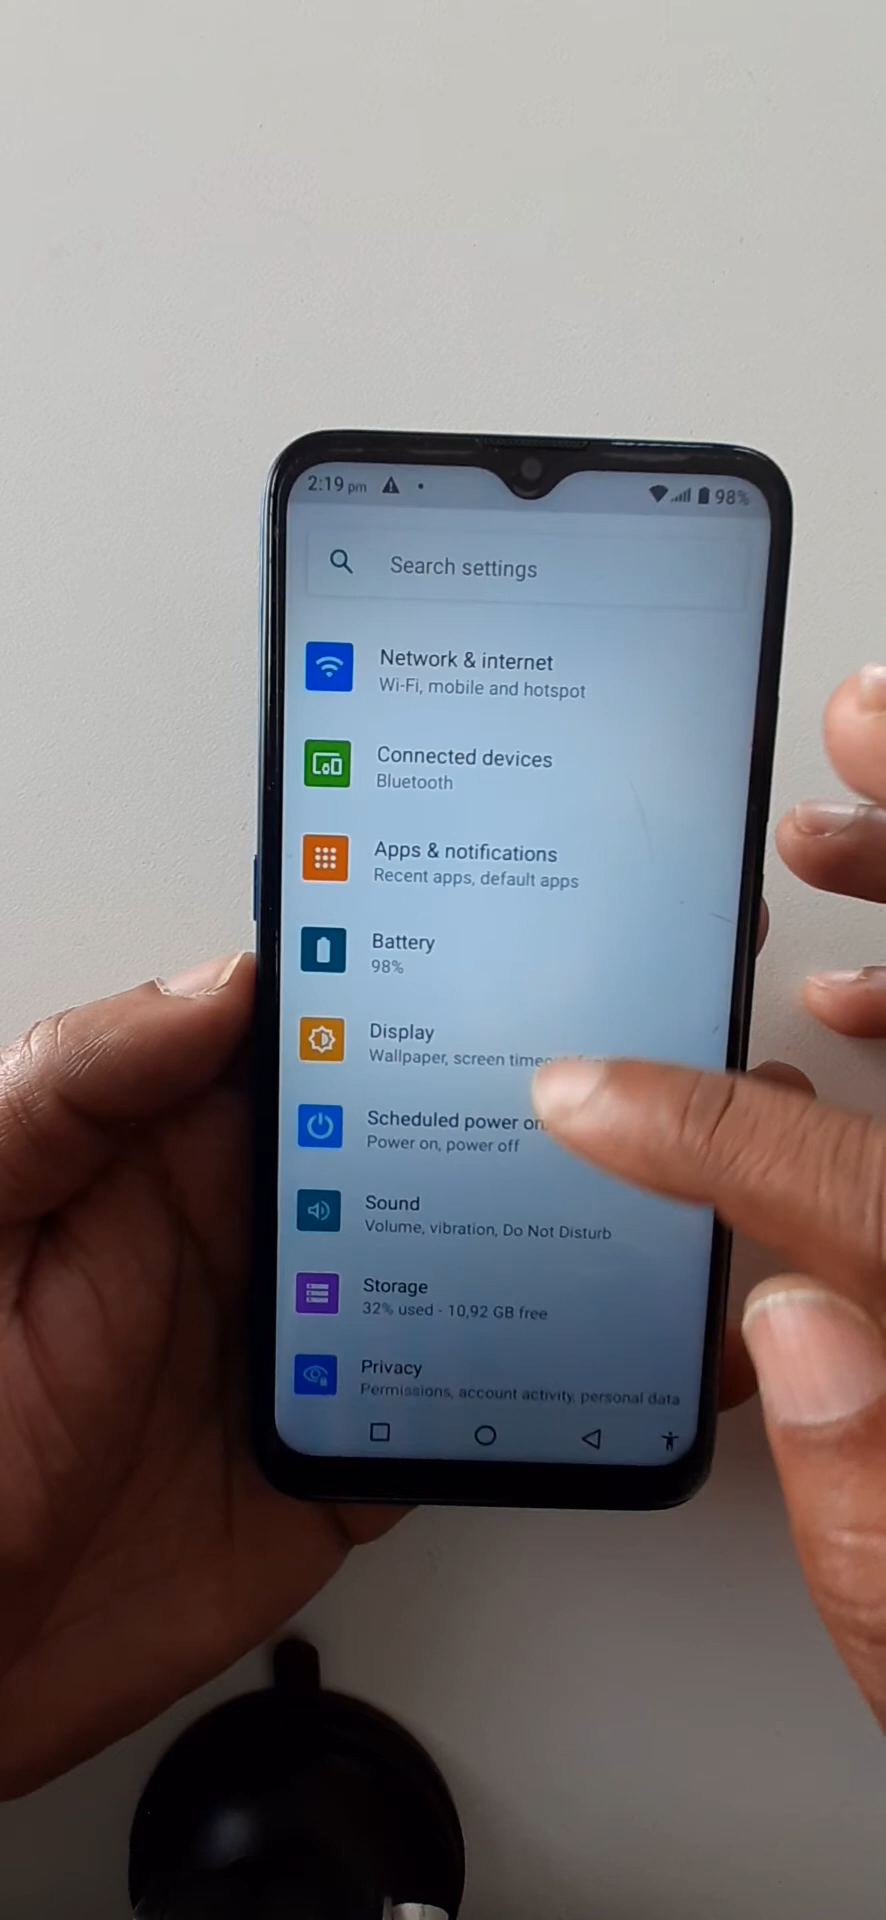 2:19 pm
98%
Search settings
Network & internet
Wi-Fi, mobile and hotspot
Connected devices
Bluetooth
Apps & notifications
Recent apps, default apps
Battery
98%
Display
Wallpaper, screen
Scheduled power on
Power on, power off
Sound
Volume, vibration, Do Not Disturb
Storage
32% used - 10,92 GB free
Privacy
Permissions, account activity, personal data